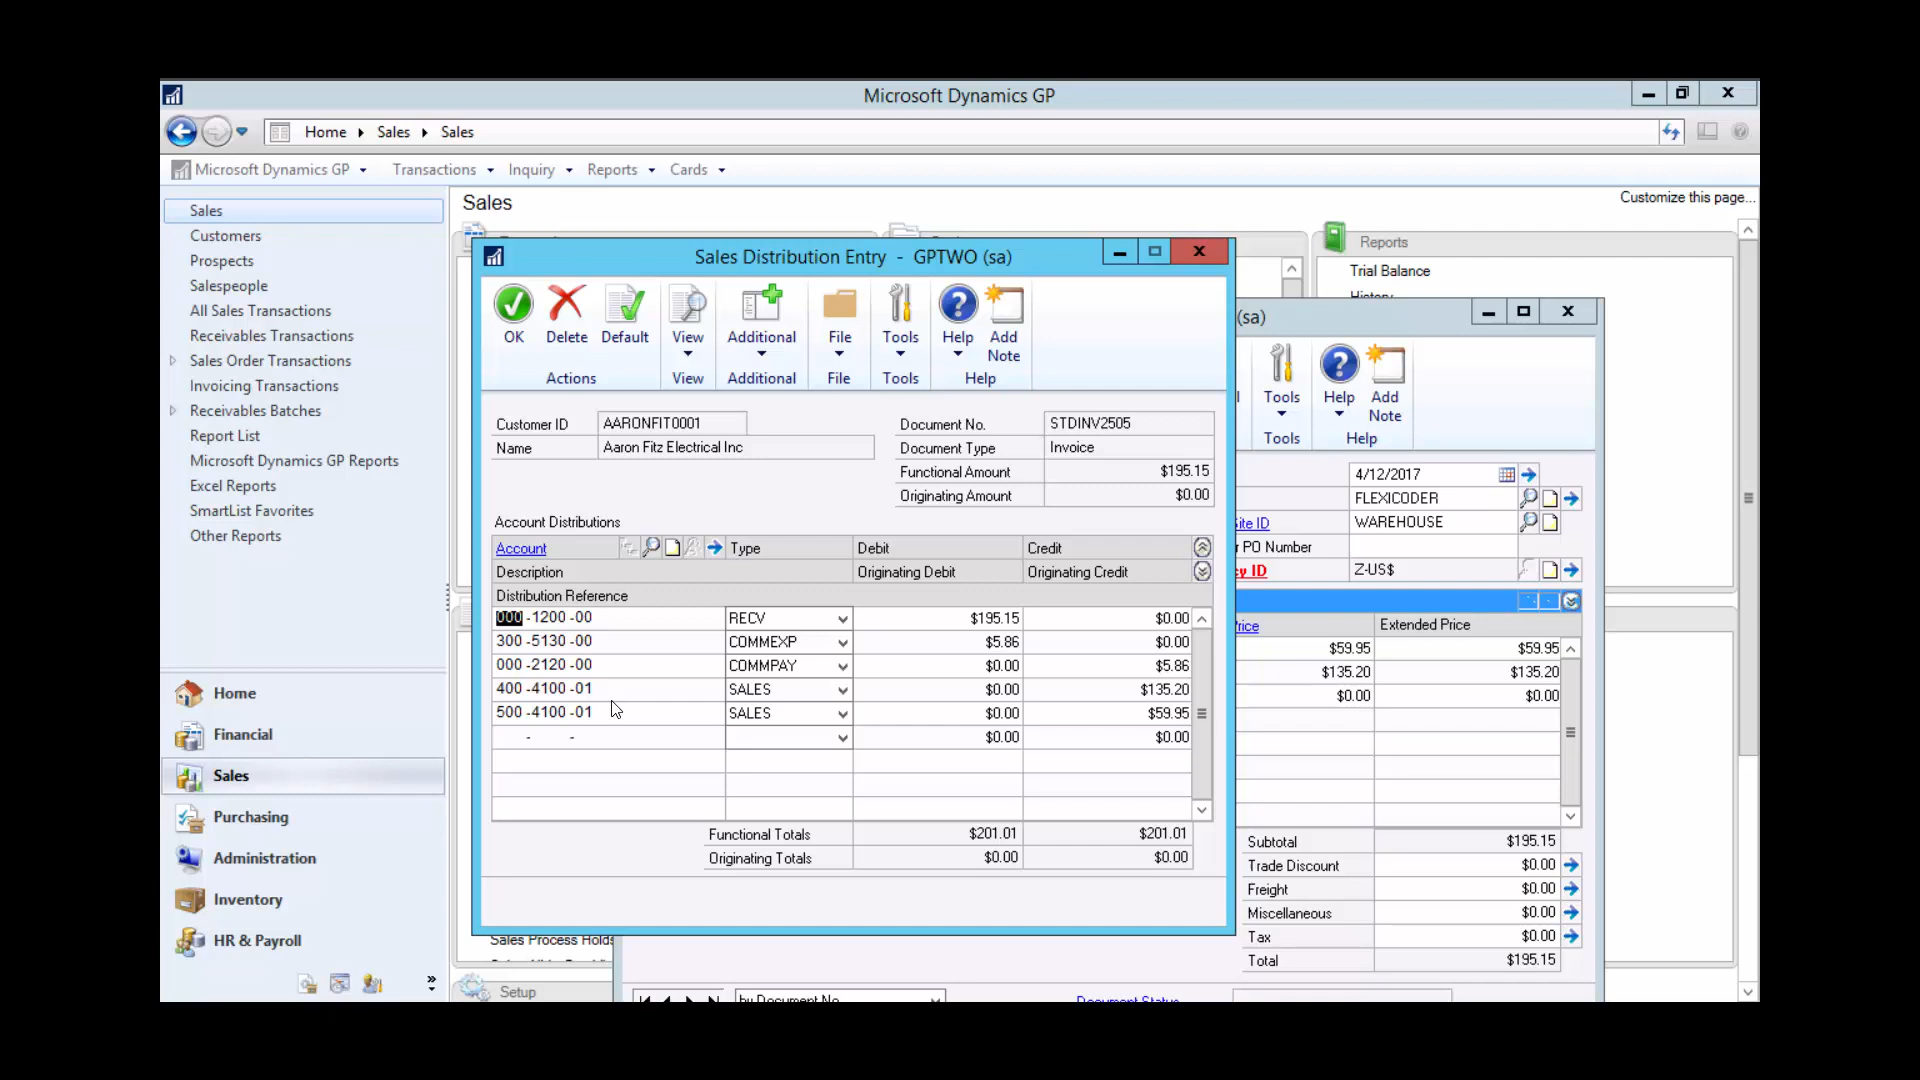 Microsoft Dynamics GP
Home Sales Sales
Microsoft Dynamics GP Transactions Inquiry Reports Cards
Sales
Customers
Prospects
Salespeople
All Sales Transactions
Receivables Transactions
Sales Order Transactions
Invoicing Transactions
Receivables Batches
Report List
Microsoft Dynamics GP Reports
Excel Reports
SmartList Favorites
Other Reports
Home
Financial
Sales
Purchasing
Administration
Inventory
HR & Payroll
Sales
Customize this page...
Reports
Trial Balance
History
Sales Distribution Entry - GPTWO (sa)
OK Delete Default View Additional File Tools Help Add Note
Actions View Additional File Tools Help
Customer ID AARONFIT0001
Name Aaron Fitz Electrical Inc
Document No. STDINV2505
Document Type Invoice
Functional Amount $195.15
Originating Amount $0.00
Account Distributions
Account Type Debit Credit
Description Originating Debit Originating Credit
Distribution Reference
000 -1200 -00 RECV $195.15 $0.00
300 -5130 -00 COMMEXP $5.86 $0.00
000 -2120 -00 COMMPAY $0.00 $5.86
400 -4100 -01 SALES $0.00 $135.20
500 -4100 -01 SALES $0.00 $59.95
- - $0.00 $0.00
Functional Totals $201.01 $201.01
Originating Totals $0.00 $0.00
(sa)
Tools Help Add Note
Tools Help
4/12/2017
FLEXICODER
Site ID WAREHOUSE
PO Number
ID Z-US$
Price Extended Price
$59.95 $59.95
$135.20 $135.20
$0.00 $0.00
Subtotal $195.15
Trade Discount $0.00
Freight $0.00
Miscellaneous $0.00
Tax $0.00
Total $195.15
Sales Process Holds
Setup
by Document No.
Document Status